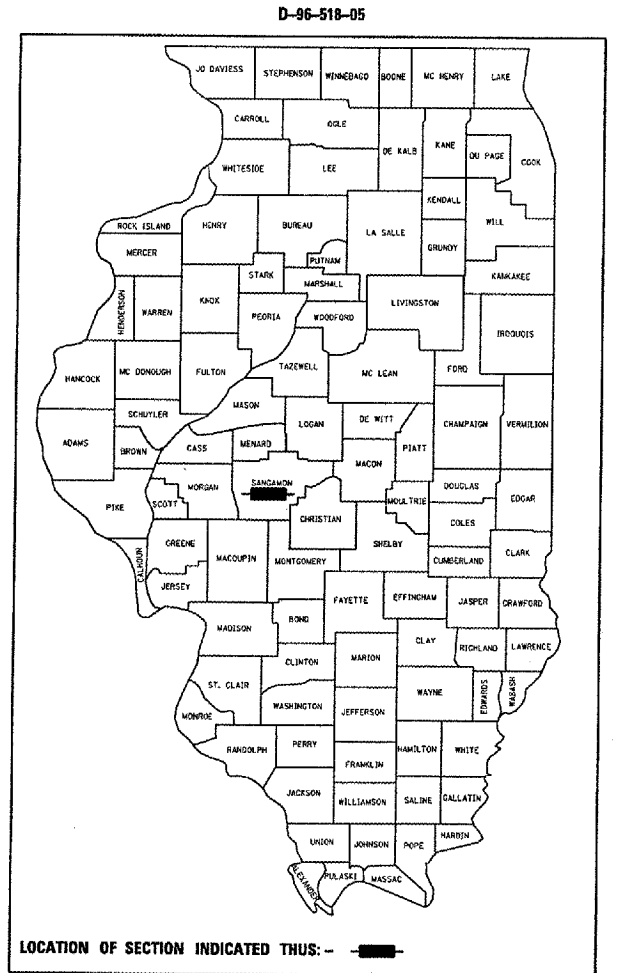 D-96-518-05
JO DAVIESS
STEPHENSON
WINNEBAGO
BOONE
MC HENRY
LAKE
CARROLL
OGLE
DE KALB
KANE
DU PAGE
COOK
WHITESIDE
LEE
KENDALL
WILL
ROCK ISLAND
HENRY
BUREAU
LA SALLE
GRUNDY
MERCER
PUTNAM
KANKAKEE
STARK
MARSHALL
HENDERSON
WARREN
KNOX
PEORIA
WOODFORD
LIVINGSTON
IROQUOIS
HANCOCK
MC DONOUGH
FULTON
TAZEWELL
MC LEAN
FORD
MASON
SCHUYLER
LOGAN
DE WITT
CHAMPAIGN
VERMILION
ADAMS
BROWN
CASS
MENARD
PIATT
MACON
PIKE
SCOTT
MORGAN
SANGAMON
MOULTRIE
DOUGLAS
EDGAR
CHRISTIAN
COLES
GREENE
SHELBY
CALHOUN
MACOUPIN
MONTGOMERY
CUMBERLAND
CLARK
JERSEY
FAYETTE
EFFINGHAM
JASPER
CRAWFORD
MADISON
BOND
CLAY
RICHLAND
LAWRENCE
CLINTON
MARION
ST. CLAIR
WAYNE
EDWARDS
WABASH
MONROE
WASHINGTON
JEFFERSON
RANDOLPH
PERRY
HAMILTON
WHITE
FRANKLIN
JACKSON
WILLIAMSON
SALINE
GALLATIN
UNION
JOHNSON
POPE
HARDIN
ALEXANDER
PULASKI
MASSAC
LOCATION OF SECTION INDICATED THUS: -